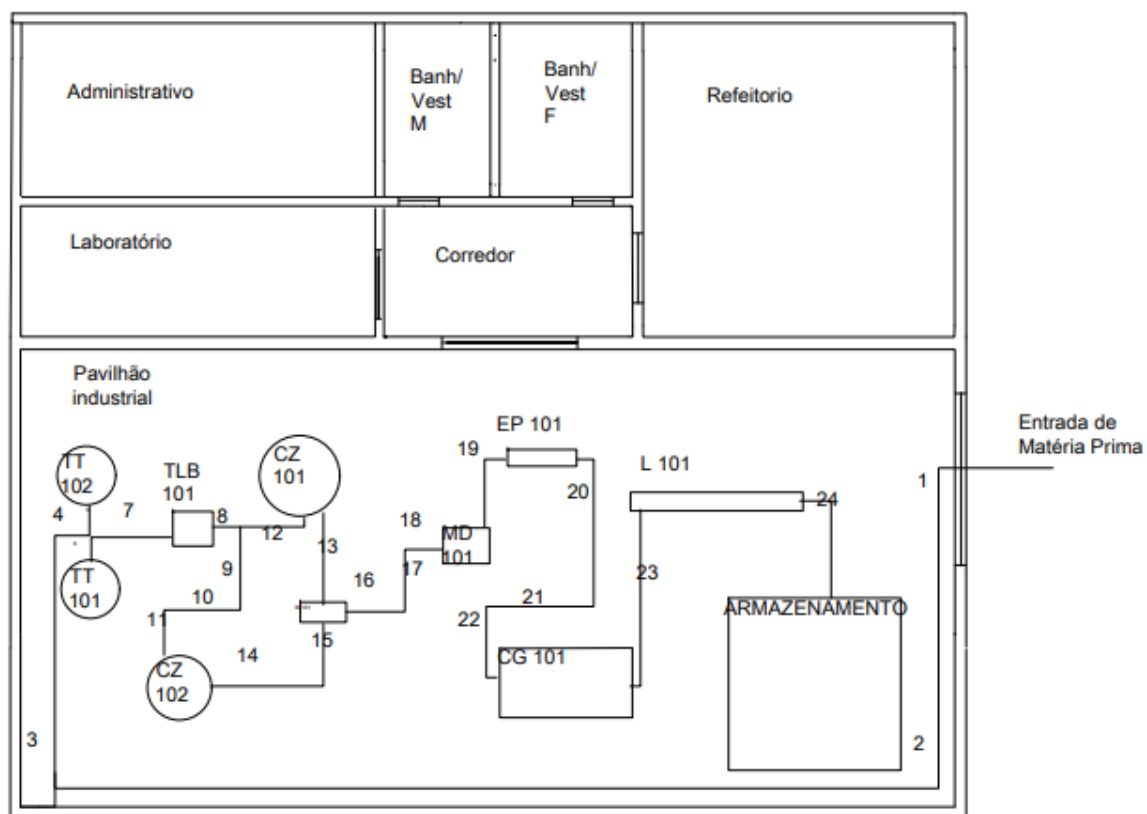 Administrativo
Banh/
Vest
M
Banh/
Vest
F
Refeitorio
Laboratório
Corredor
Pavilhão
industrial
Entrada de
Matéria Prima
1
EP 101
19
20
L 101
24
TT
102
4
7
TLB
101
8
CZ
101
12
13
18
MD
101
17
16
9
10
11
TT
101
15
14
CZ
102
21
22
23
CG 101
ARMAZENAMENTO
3
2